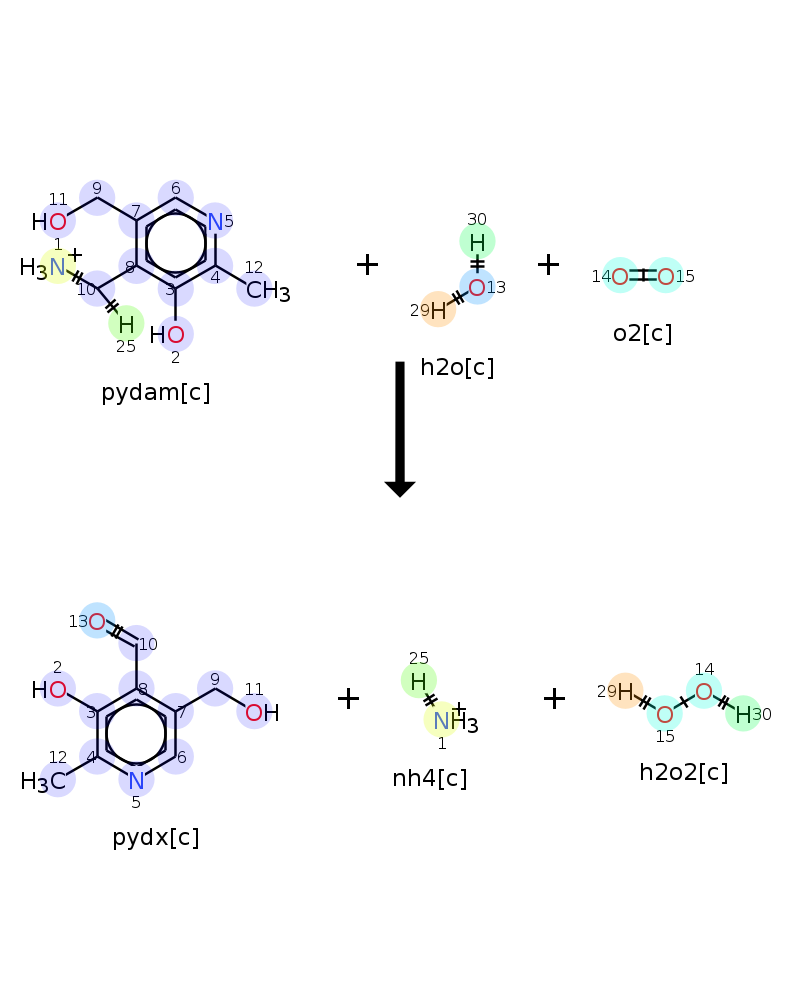 9
6
11
HO
7
N5
30
H
1
H3N+
8
12
4
CH3
+
+
10
3
14O
O15
O13
29H
H
25
HO
2
o2[c]
h2o[c]
pydam[c]
13O
10
25
H
14
O
2
HO
8
9
11
OH
29H
3
7
+
NH3+
1
+
O
15
H30
12
H3C
4
6
N
5
nh4[c]
h2o2[c]
pydx[c]